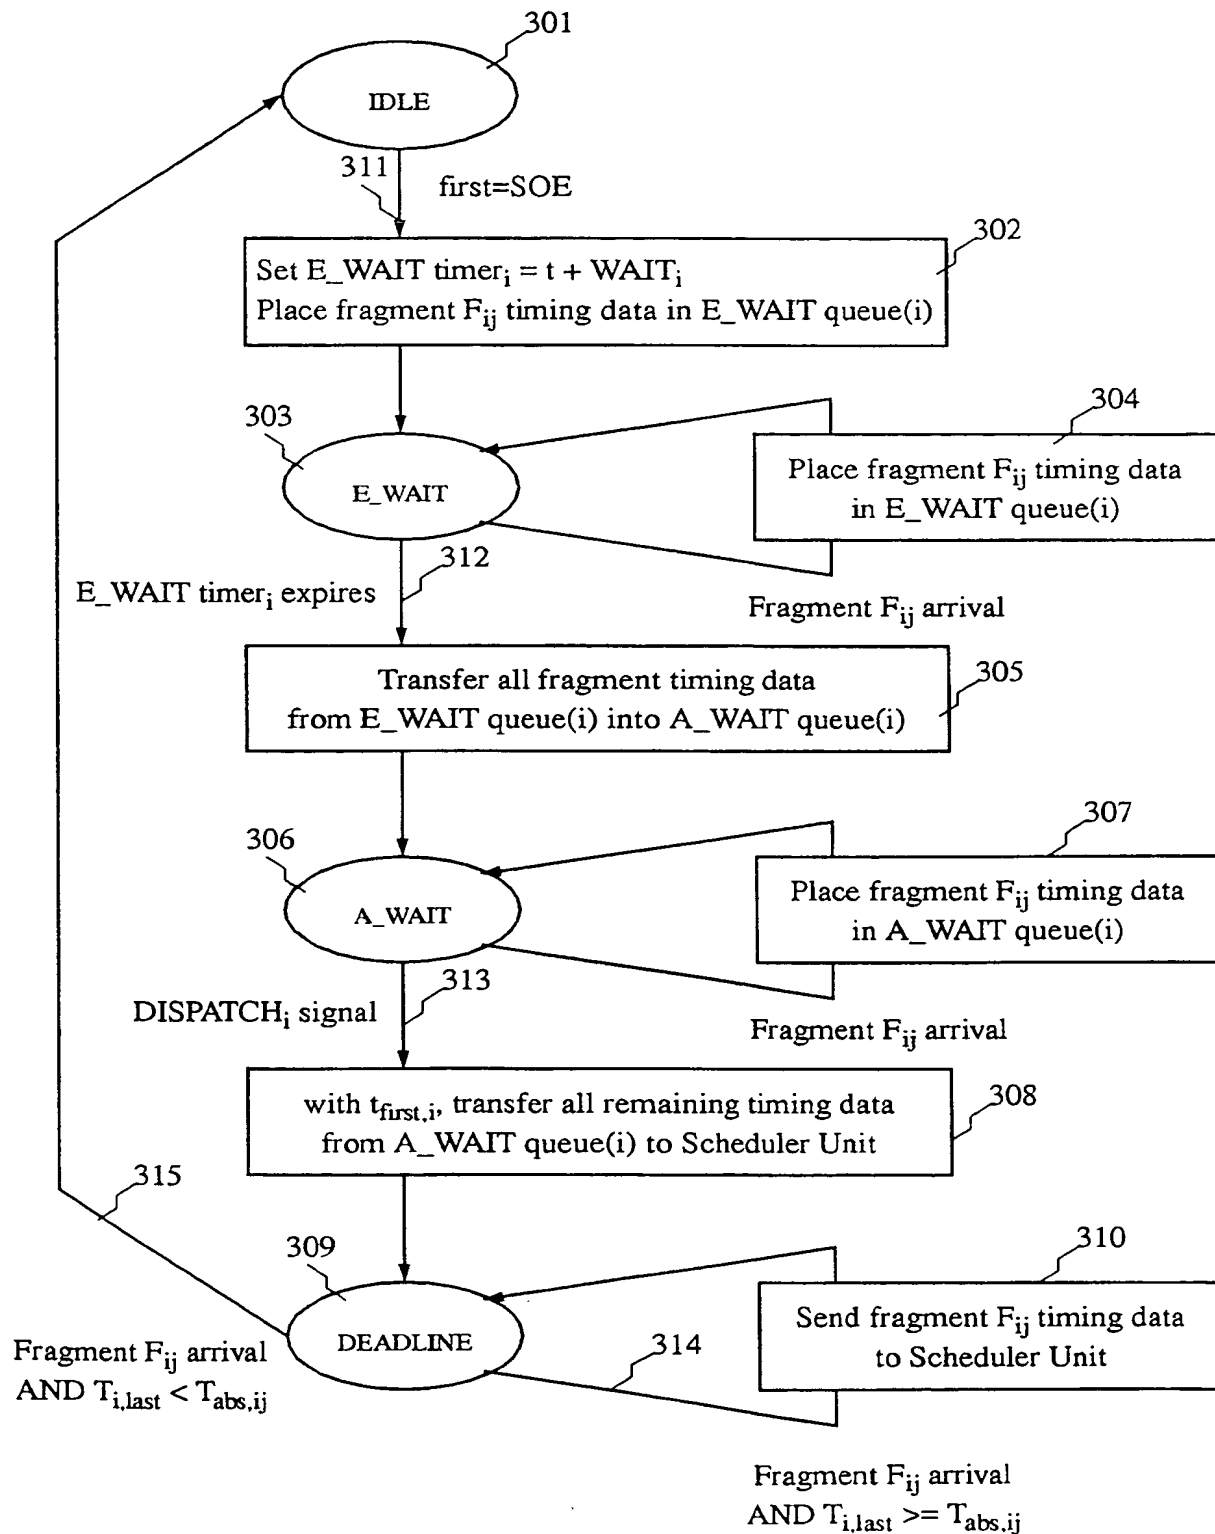 301
IDLE
311
first=SOE
302
Set E_WAIT timer_i = t + WAIT_i
Place fragment F_ij timing data in E_WAIT queue(i)
303
304
E_WAIT
Place fragment F_ij timing data
in E_WAIT queue(i)
312
E_WAIT timer_i expires
Fragment F_ij arrival
305
Transfer all fragment timing data
from E_WAIT queue(i) into A_WAIT queue(i)
306
307
A_WAIT
Place fragment F_ij timing data
in A_WAIT queue(i)
313
DISPATCH_i signal
Fragment F_ij arrival
308
with t_first,i, transfer all remaining timing data
from A_WAIT queue(i) to Scheduler Unit
315
309
310
DEADLINE
Send fragment F_ij timing data
to Scheduler Unit
314
Fragment F_ij arrival
AND T_i,last < T_abs,ij
Fragment F_ij arrival
AND T_i,last >= T_abs,ij